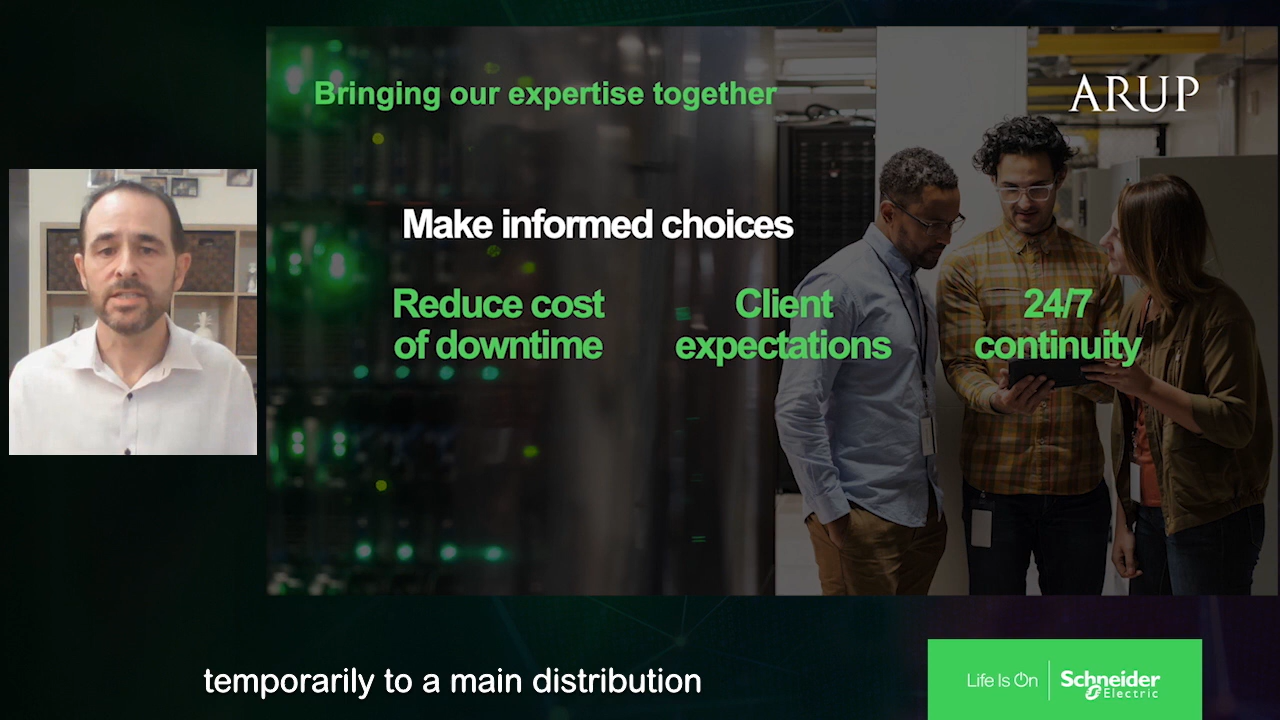 Bringing our expertise together
ARUP
Make informed choices
Reduce cost
of downtime
Client
expectations
24/7
continuity
temporarily to a main distribution
Life Is On
Schneider
Electric